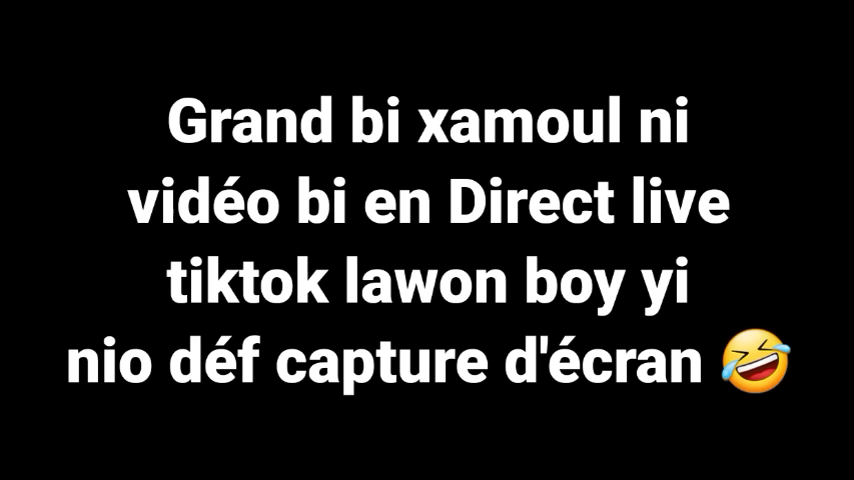 Grand bi xamoul ni
vidéo bi en Direct live
tiktok lawon boy yi
nio déf capture d'écran 🤣